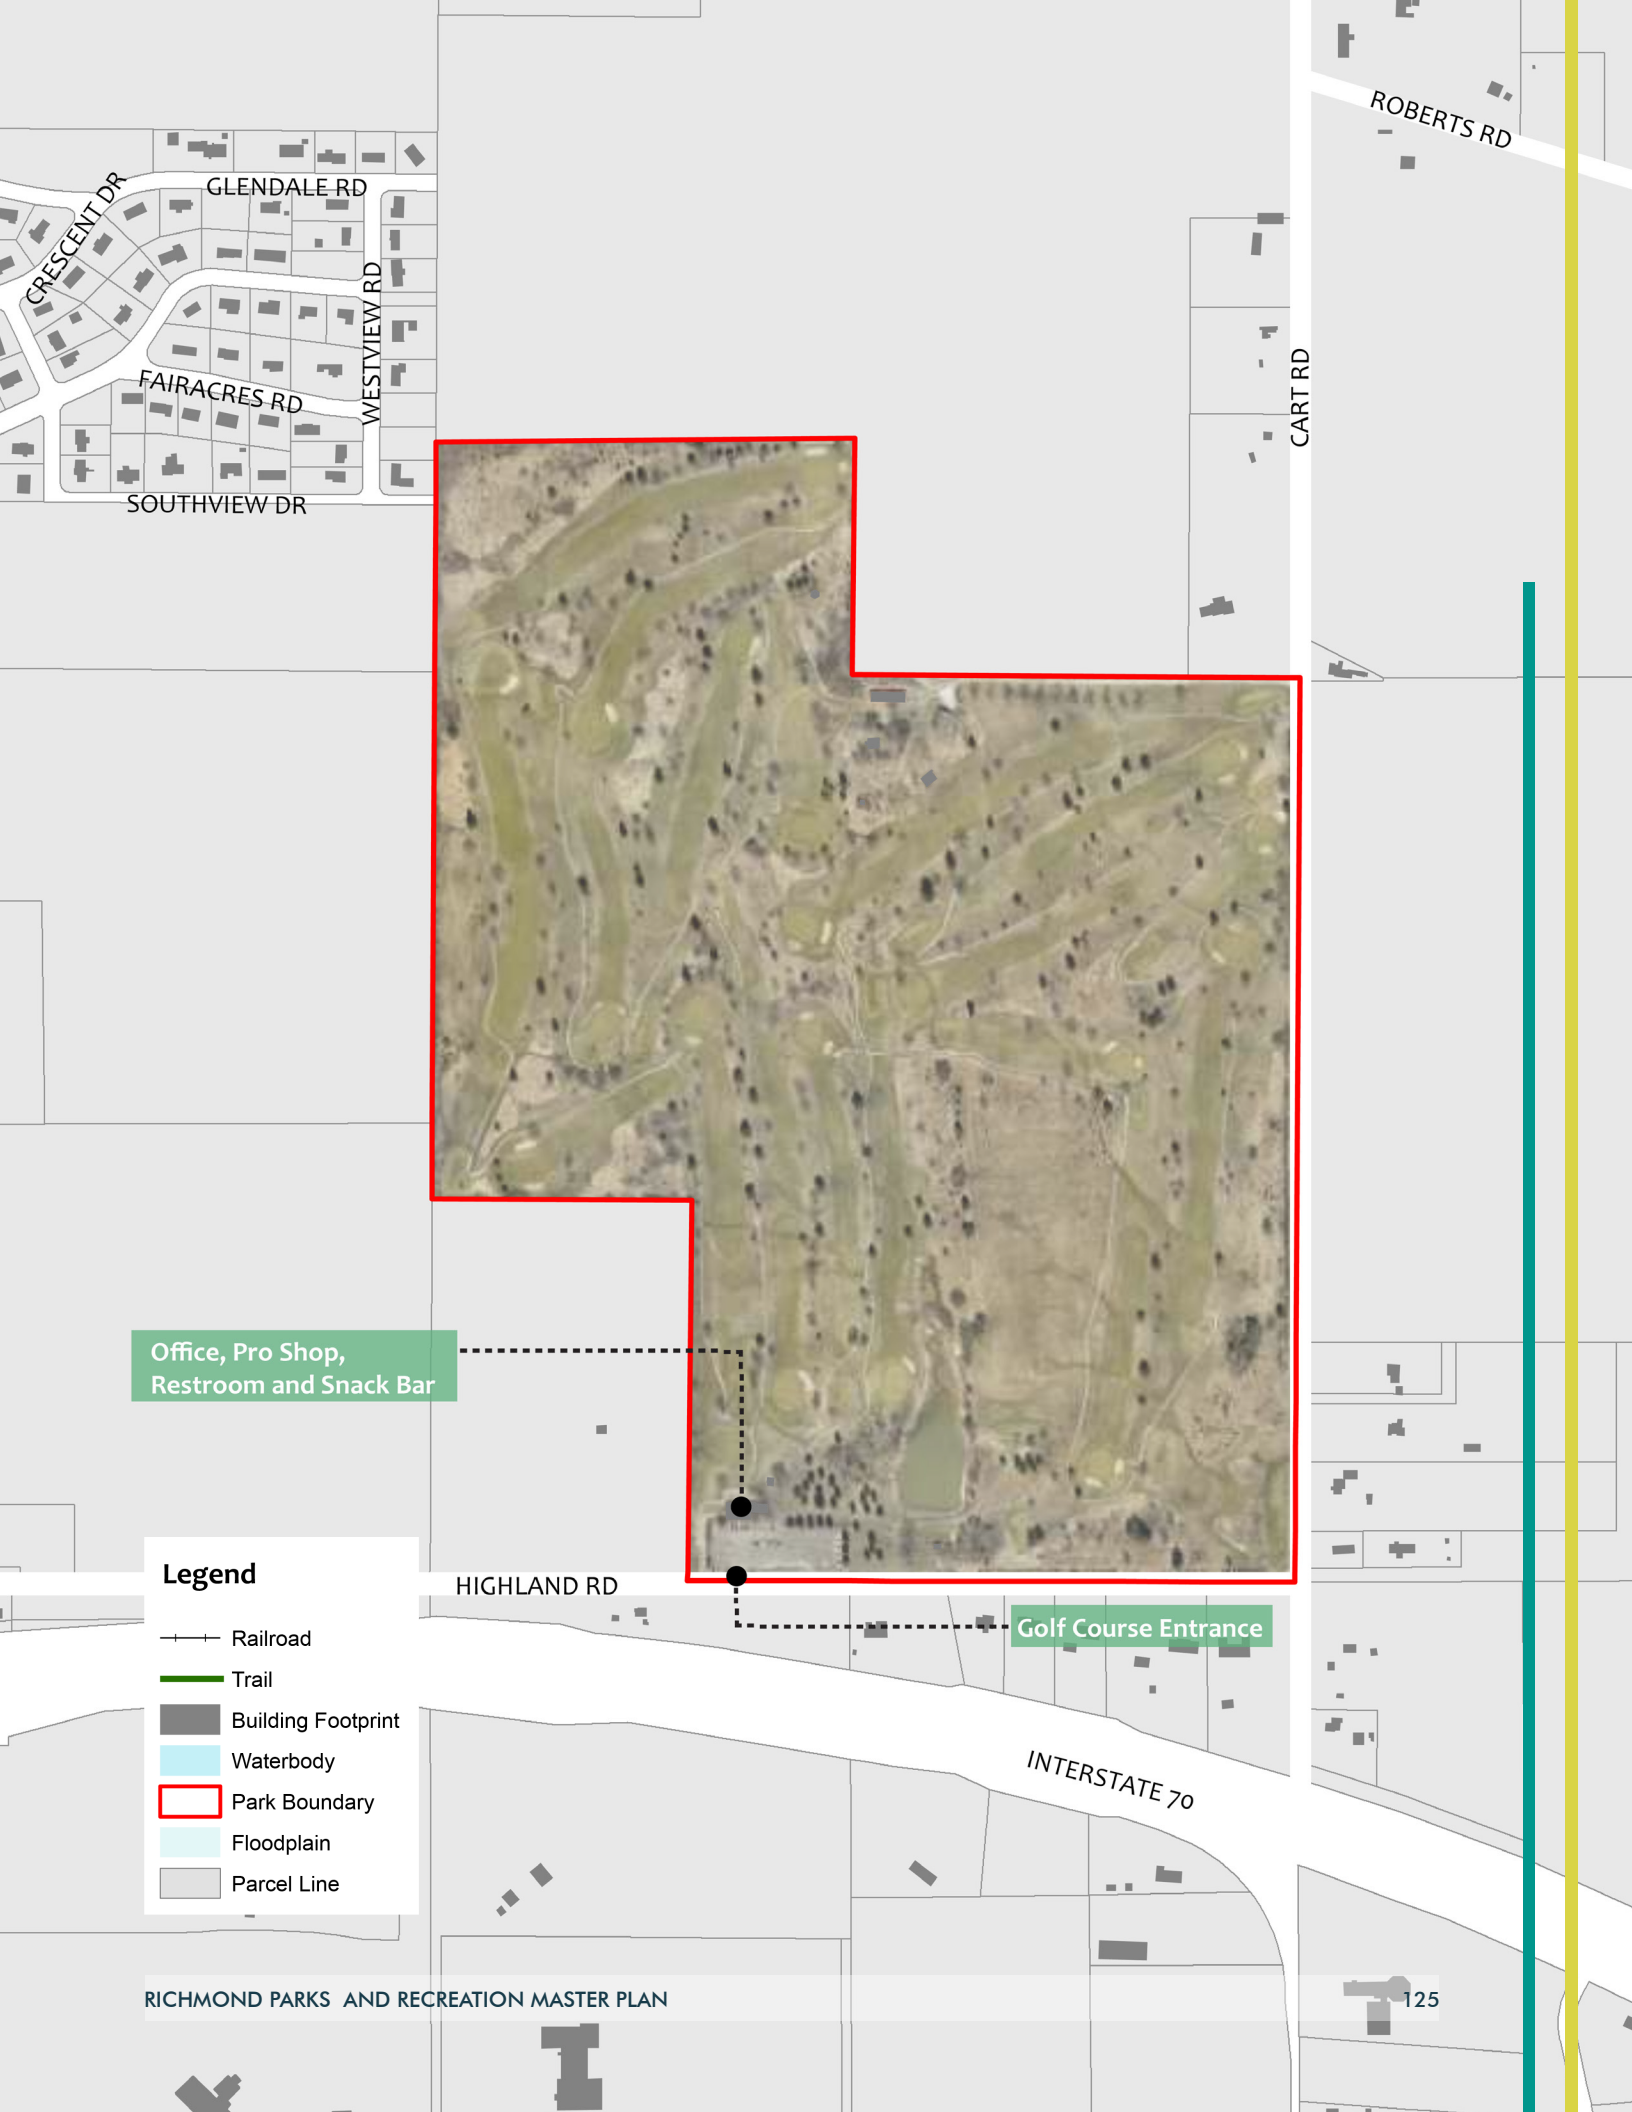 ROBERTS RD
GLENDALE RD
CRESCENT DR
WESTVIEW RD
CART RD
FAIRACRES RD
SOUTHVIEW DR
Office, Pro Shop,
Restroom and Snack Bar
HIGHLAND RD
Golf Course Entrance
INTERSTATE 70
Legend
Railroad
Trail
Building Footprint
Waterbody
Park Boundary
Floodplain
Parcel Line
RICHMOND PARKS AND RECREATION MASTER PLAN
125